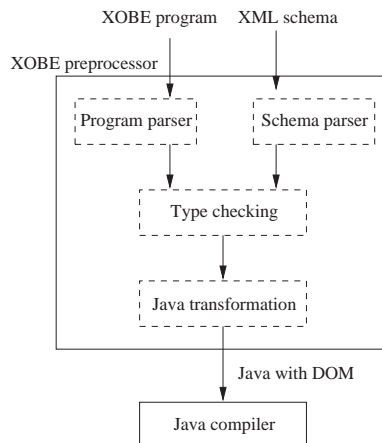 XOBE program
XML schema
XOBE preprocessor
Program parser
Schema parser
Type checking
Java transformation
Java with DOM
Java compiler